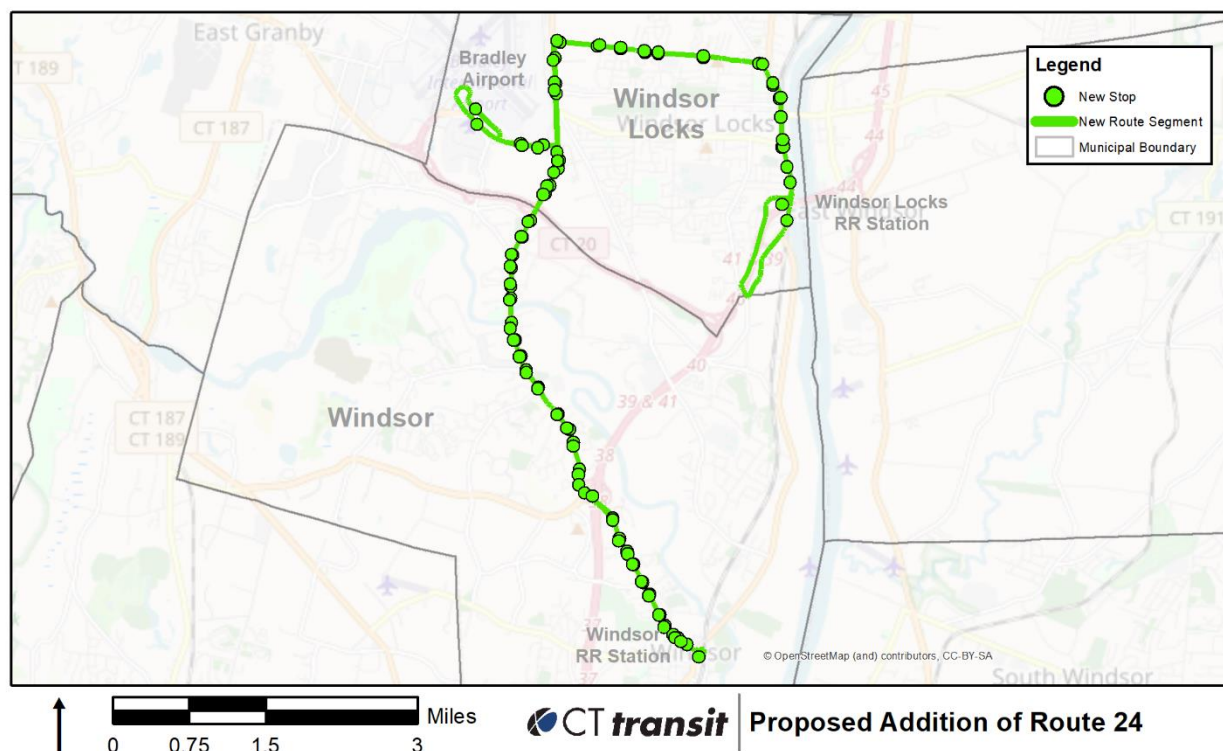 East Granby
CT 189
CT 187
Bradley
Airport
Windsor
Locks
Windsor Locks
45
44
44
Legend
New Stop
New Route Segment
Municipal Boundary
Windsor Locks
RR Station
East Windsor
CT 191
CT 20
41
39
40
39 & 41
38
Windsor
CT 187
CT 189
37
37
Windsor
RR Station
Windsor
© OpenStreetMap (and) contributors, CC-BY-SA
South Windsor
Miles
0 0.75 1.5 3
CTtransit
Proposed Addition of Route 24